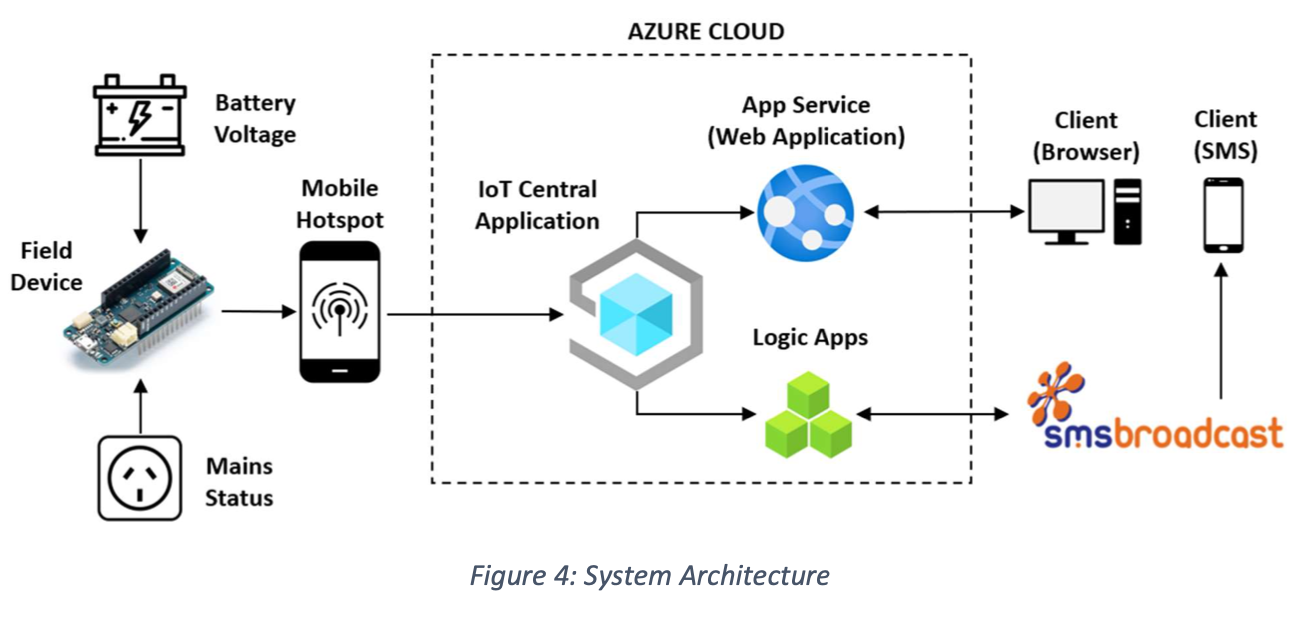 AZURE CLOUD
Battery
Voltage
App Service
(Web Application)
Client
(Browser)
Client
(SMS)
Mobile
Hotspot
IoT Central
Application
Field
Device
Logic Apps
smsbroadcast
Mains
Status
Figure 4: System Architecture